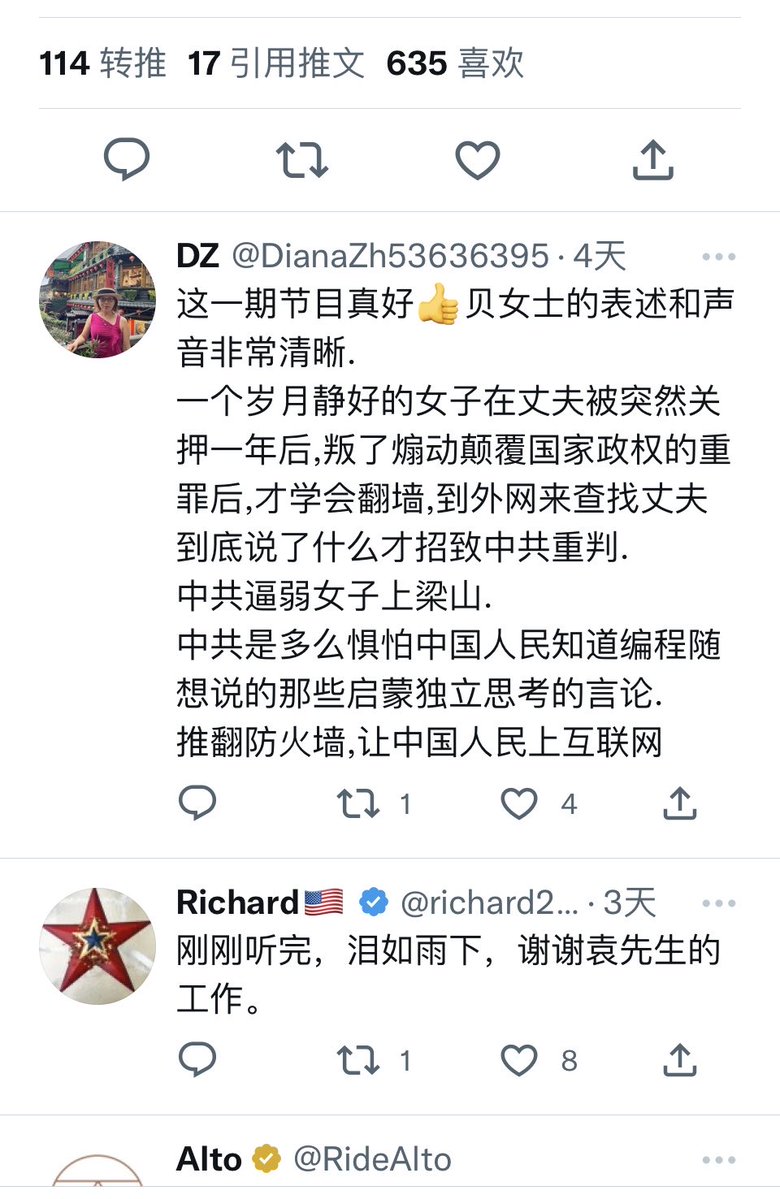 114 转推 17 引用推文 635 喜欢
DZ @DianaZh53636395 · 4天
这一期节目真好👍贝女士的表述和声
音非常清晰.
一个岁月静好的女子在丈夫被突然关
押一年后,叛了煽动颠覆国家政权的重
罪后,才学会翻墙,到外网来查找丈夫
到底说了什么才招致中共重判.
中共逼弱女子上梁山.
中共是多么惧怕中国人民知道编程随
想说的那些启蒙独立思考的言论.
推翻防火墙,让中国人民上互联网
1 4
Richard🇺🇸 @richard2... · 3天
刚刚听完，泪如雨下，谢谢袁先生的
工作。
1 8
Alto @RideAlto